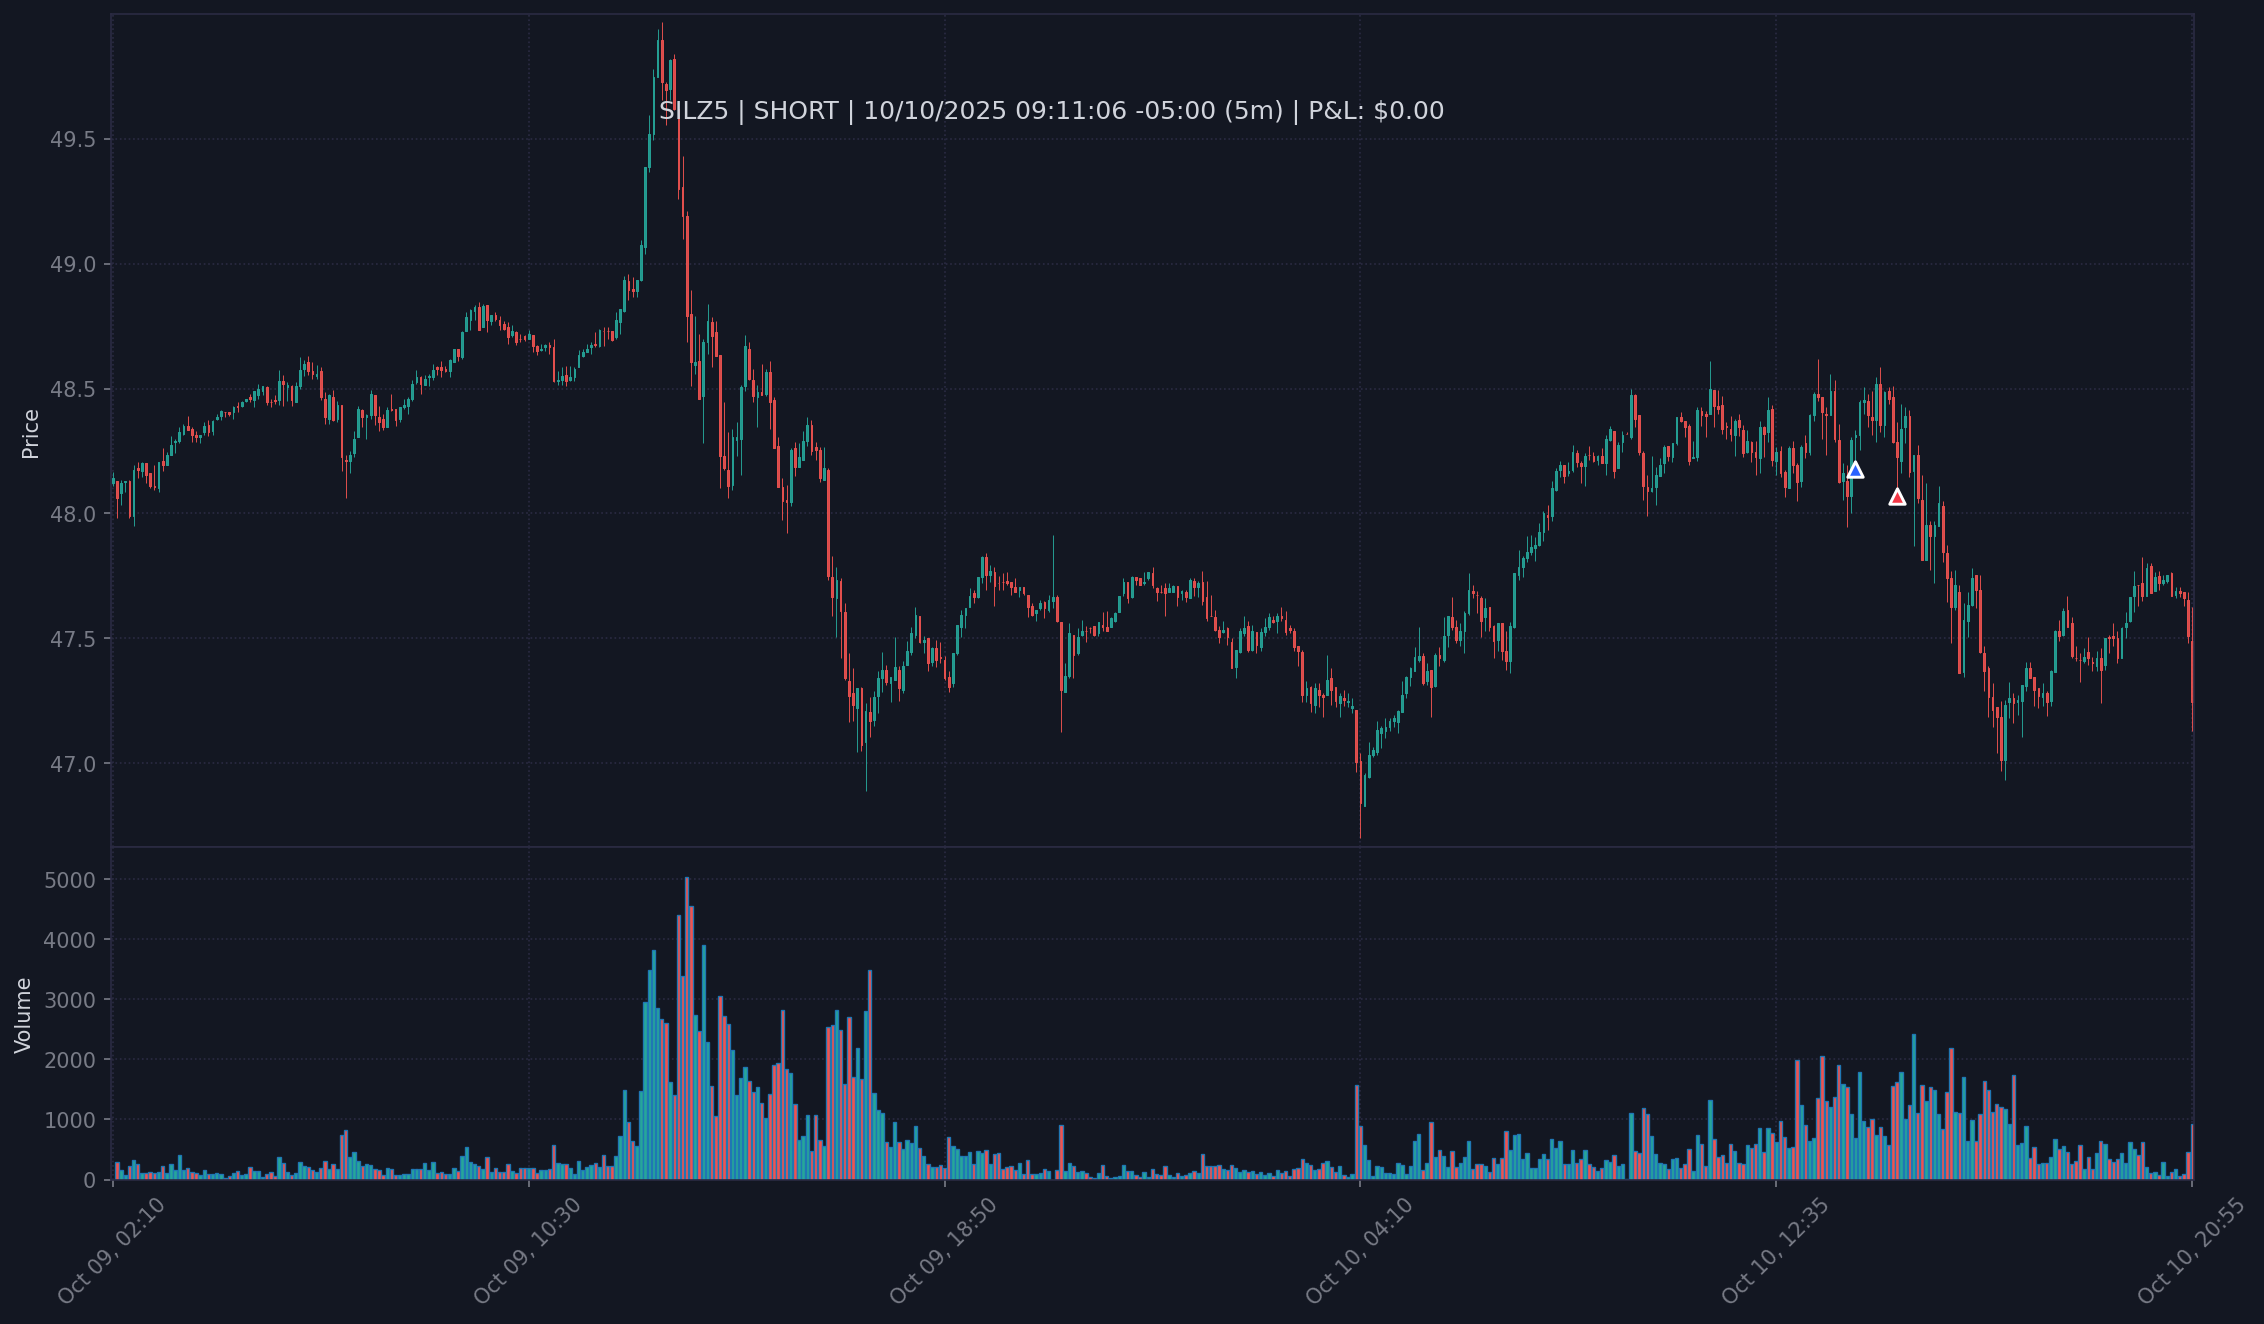 SILZ5 | SHORT | 10/10/2025 09:11:06 -05:00 (5m) | P&L: $0.00
Price
49.5
49.0
48.5
48.0
47.5
47.0
Volume
5000
4000
3000
2000
1000
0
Oct 09, 02:10
Oct 09, 10:30
Oct 09, 18:50
Oct 10, 04:10
Oct 10, 12:35
Oct 10, 20:55